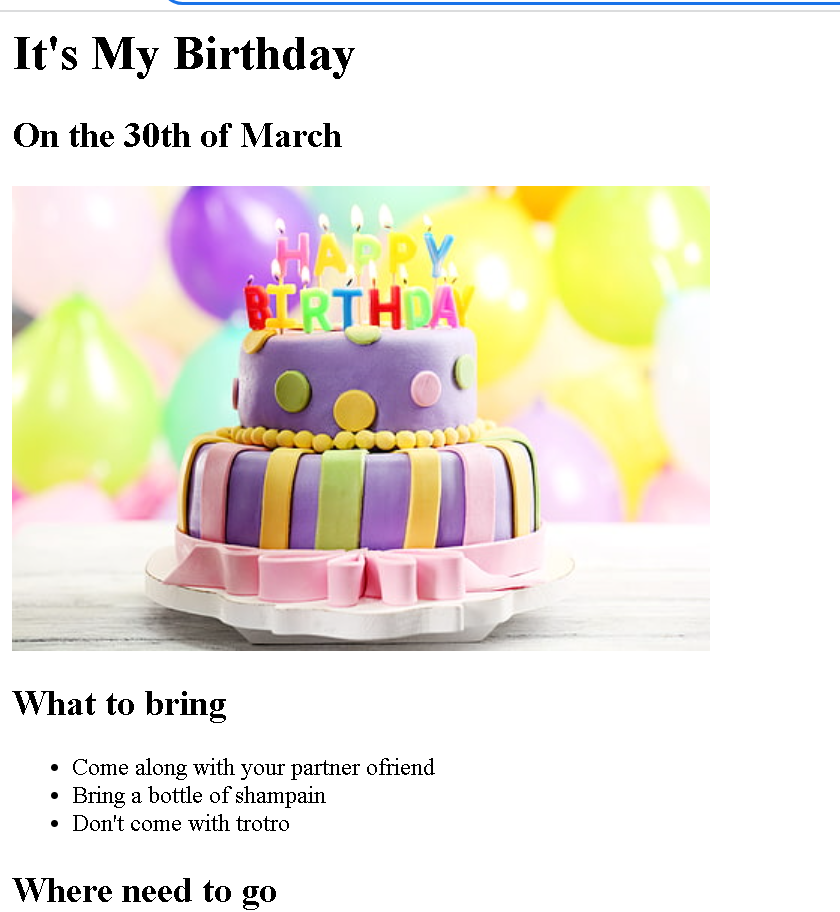 It's My Birthday
On the 30th of March
HAPPY
BIRTHDAY
What to bring
Come along with your partner ofriend
Bring a bottle of shampain
Don't come with trotro
Where need to go